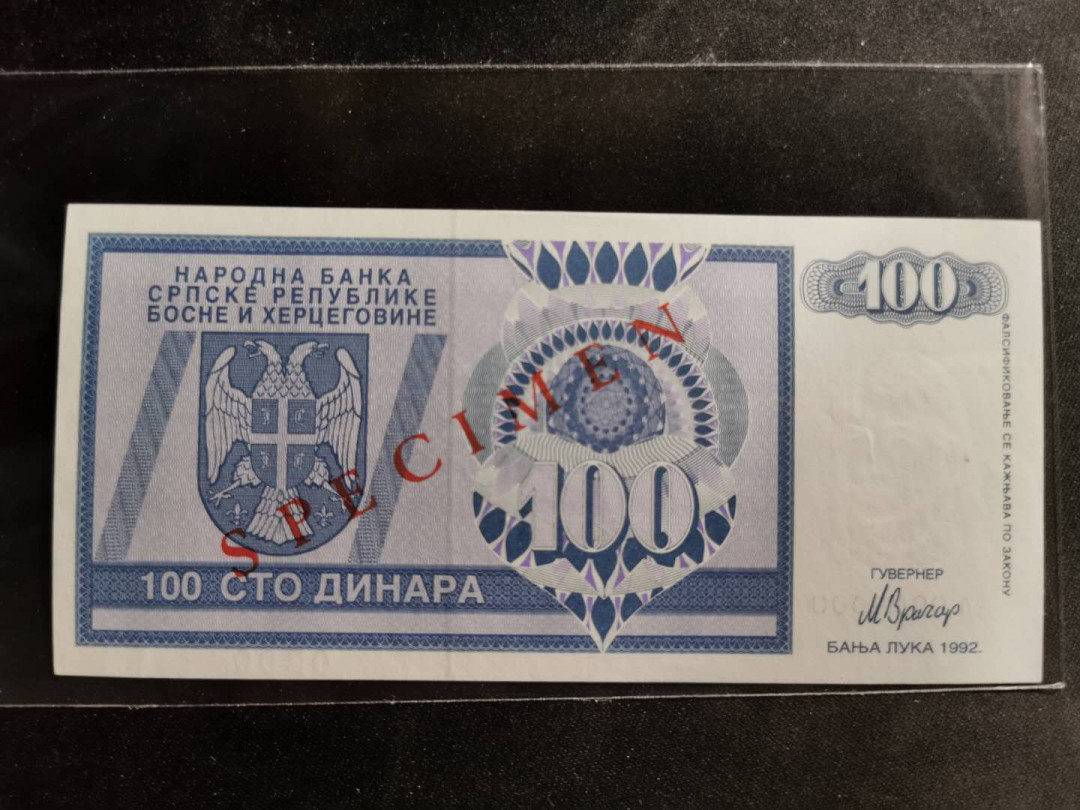 НАРОДНА БАНКА
СРПСКЕ РЕПУБЛИКЕ
БОСНЕ И ХЕРЦЕГОВИНЕ
SPECIMEN
100
100 СТО ДИНАРА
100
ФАЛСИФИКОВАЊЕ СЕ КАЖЊАВА ПО ЗАКОНУ
ГУВЕРНЕР
М Врачар
БАЊА ЛУКА 1992.